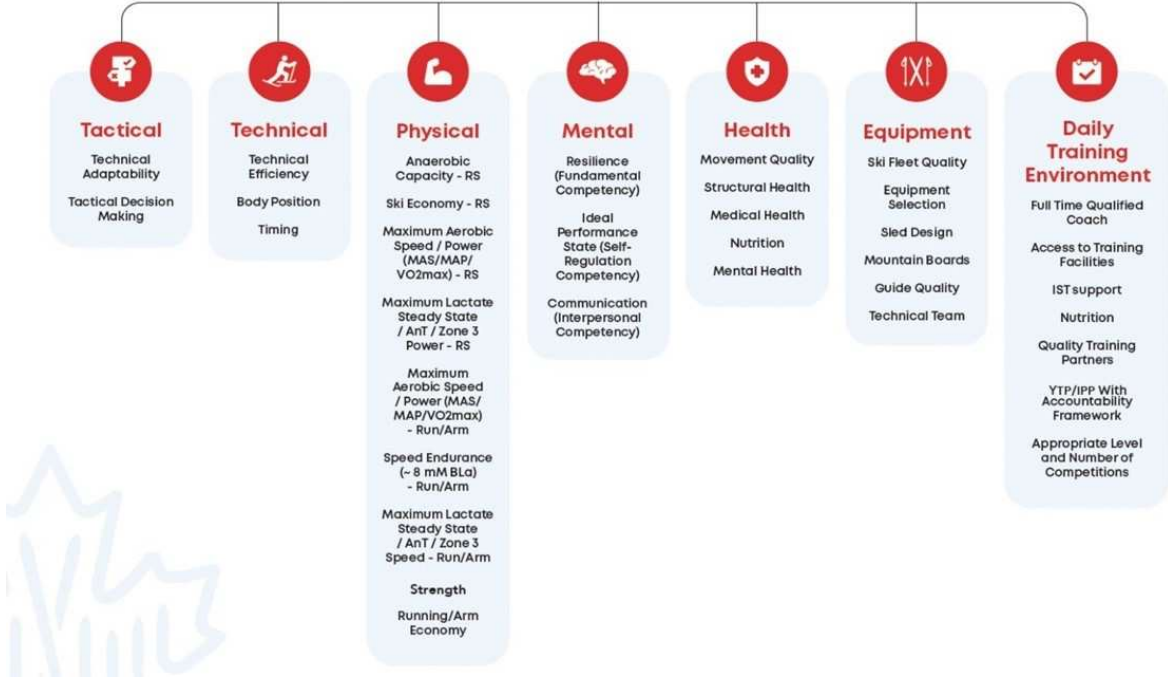 Tactical
Technical
Adaptability
Tactical Decision
Making
Technical
Technical
Efficiency
Body Position
Timing
Physical
Anaerobic
Capacity - RS
Ski Economy - RS
Maximum Aerobic
Speed / Power
(MAS/MAP/
VO2max) - RS
Maximum Lactate
Steady State
/ AnT / Zone 3
Power - RS
Maximum
Aerobic Speed
/ Power (MAS/
MAP/VO2max)
- Run/Arm
Speed Endurance
(~ 8 mM BLa)
- Run/Arm
Maximum Lactate
Steady State
/ AnT / Zone 3
Speed - Run/Arm
Strength
Running/Arm
Economy
Mental
Resilience
(Fundamental
Competency)
Ideal
Performance
State (Self-
Regulation
Competency)
Communication
(Interpersonal
Competency)
Health
Movement Quality
Structural Health
Medical Health
Nutrition
Mental Health
Equipment
Ski Fleet Quality
Equipment
Selection
Sled Design
Mountain Boards
Guide Quality
Technical Team
Daily
Training
Environment
Full Time Qualified
Coach
Access to Training
Facilities
IST support
Nutrition
Quality Training
Partners
YTP/IPP With
Accountability
Framework
Appropriate Level
and Number of
Competitions